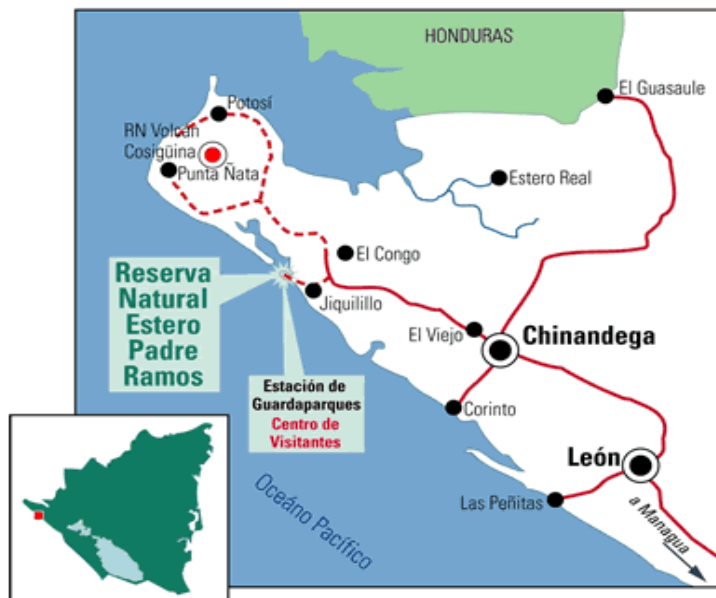 HONDURAS
El Guasaule
Potosí
RN Volcán
Cosigüina
Punta Ñata
Estero Real
El Congo
Reserva
Natural
Estero
Padre
Ramos
Jiquilillo
El Viejo
Chinandega
Estación de
Guardaparques
Centro de
Visitantes
Corinto
León
Las Peñitas
Oceáno Pacífico
a Managua